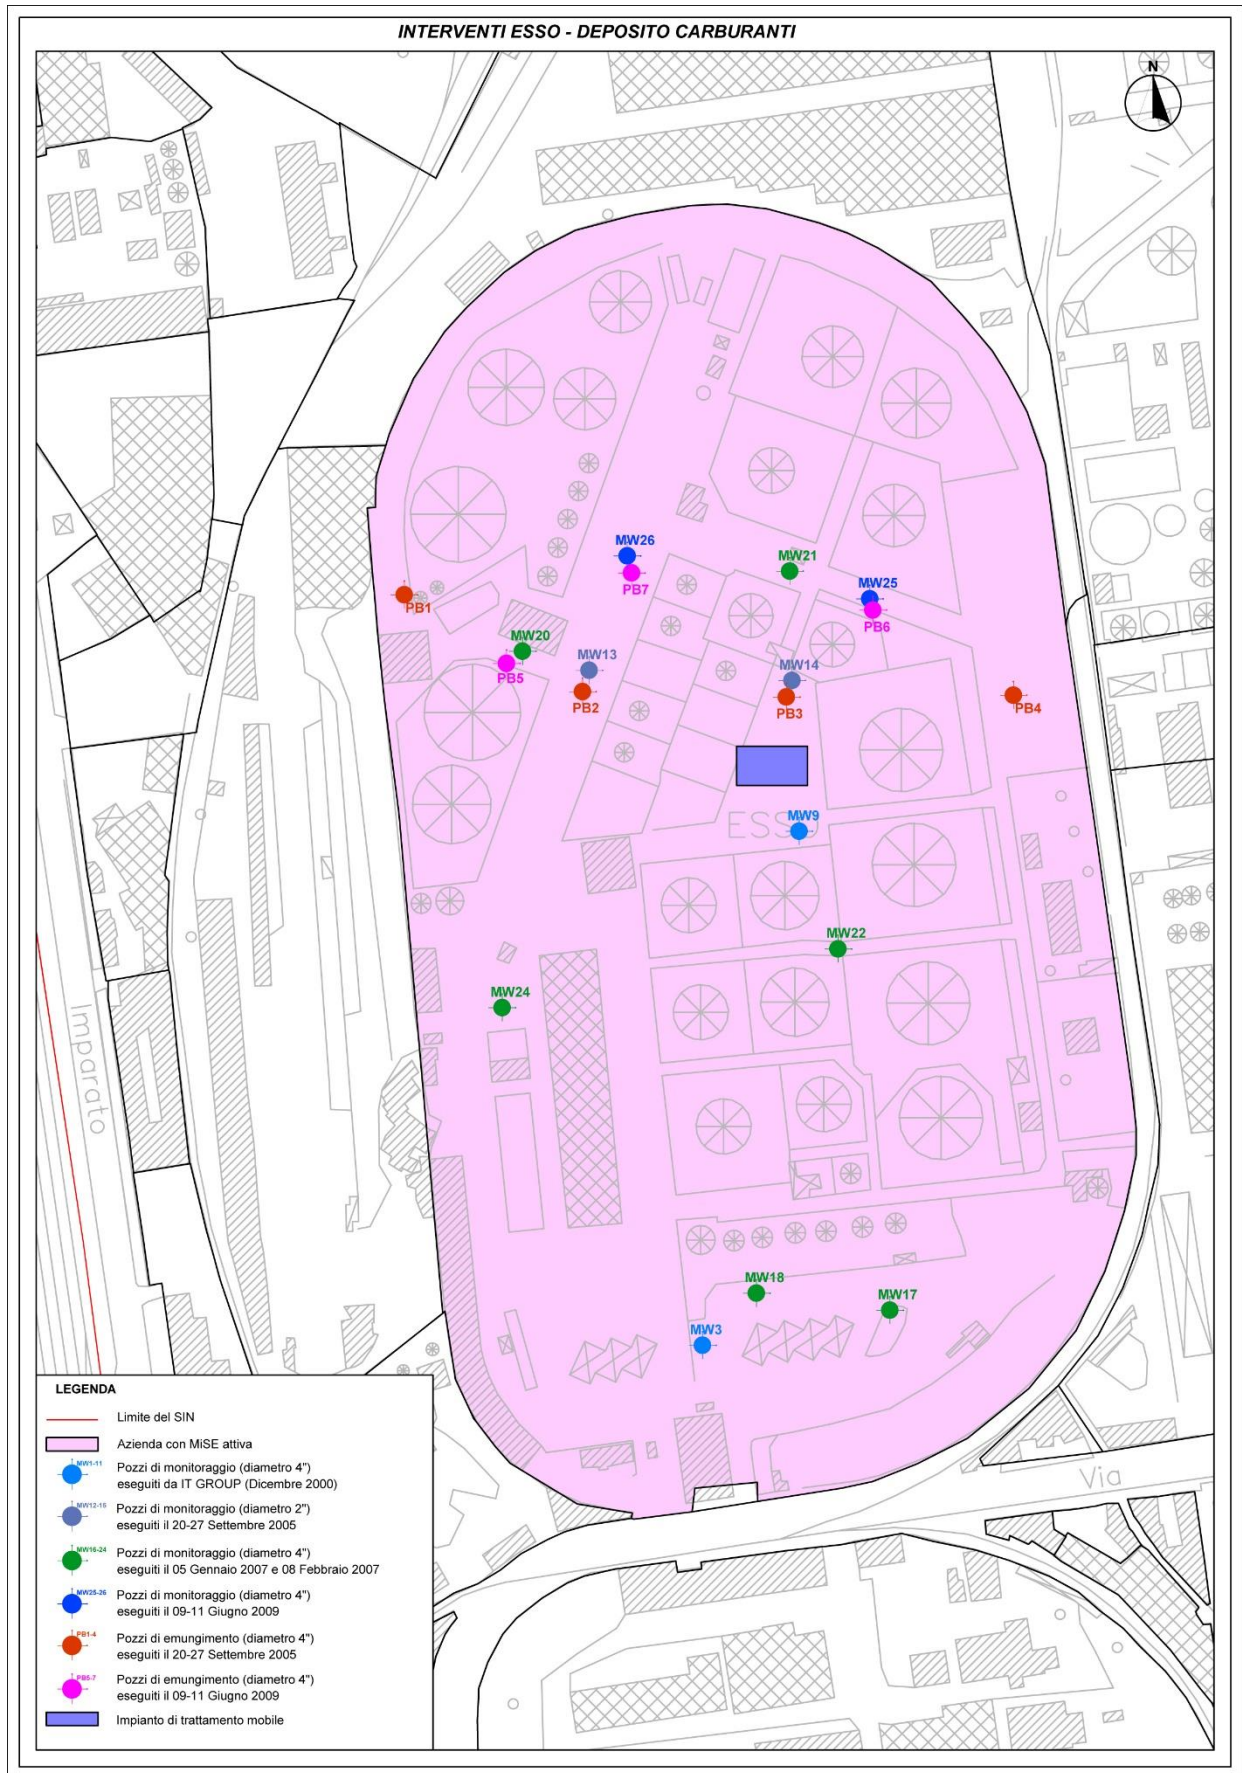 INTERVENTI ESSO - DEPOSITO CARBURANTI
N
MW26
PB7
MW21
MW25
PB6
PB1
MW20
PB5
MW13
PB2
MW14
PB3
PB4
ESSO
MW9
MW22
MW24
Imparato
MW18
MW17
MW3
Via
LEGENDA
Limite del SIN
Azienda con MiSE attiva
MW1-11
Pozzi di monitoraggio (diametro 4")
eseguiti da IT GROUP (Dicembre 2000)
MW12-15
Pozzi di monitoraggio (diametro 2")
eseguiti il 20-27 Settembre 2005
MW16-24
Pozzi di monitoraggio (diametro 4")
eseguiti il 05 Gennaio 2007 e 08 Febbraio 2007
MW25-26
Pozzi di monitoraggio (diametro 4")
eseguiti il 09-11 Giugno 2009
PB1-4
Pozzi di emungimento (diametro 4")
eseguiti il 20-27 Settembre 2005
PB5-7
Pozzi di emungimento (diametro 4")
eseguiti il 09-11 Giugno 2009
Impianto di trattamento mobile